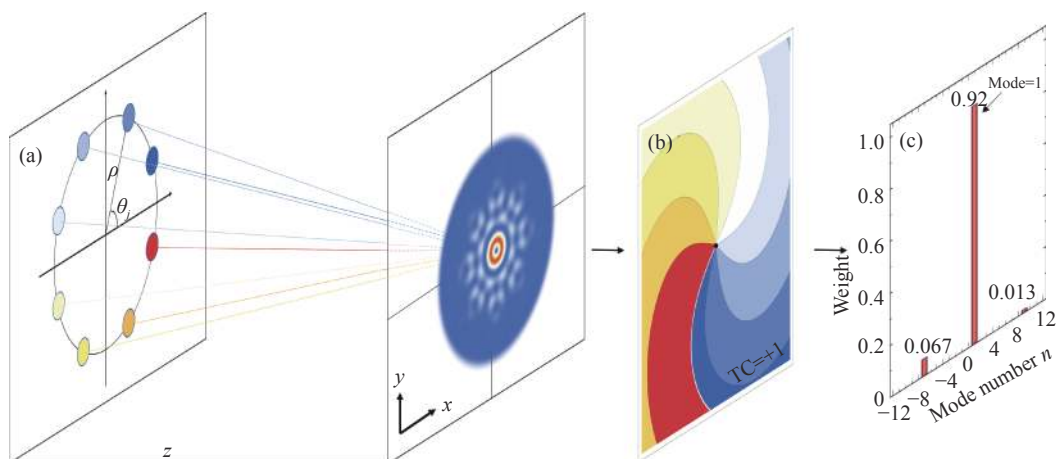 (a)
ρ
θj
z
y
x
(b)
TC=+1
(c)
Mode=1
0.92
1.0
0.8
0.6
0.4
0.2
0
Weight
0.067
0.013
−12
−8
−4
0
4
8
12
Mode number n